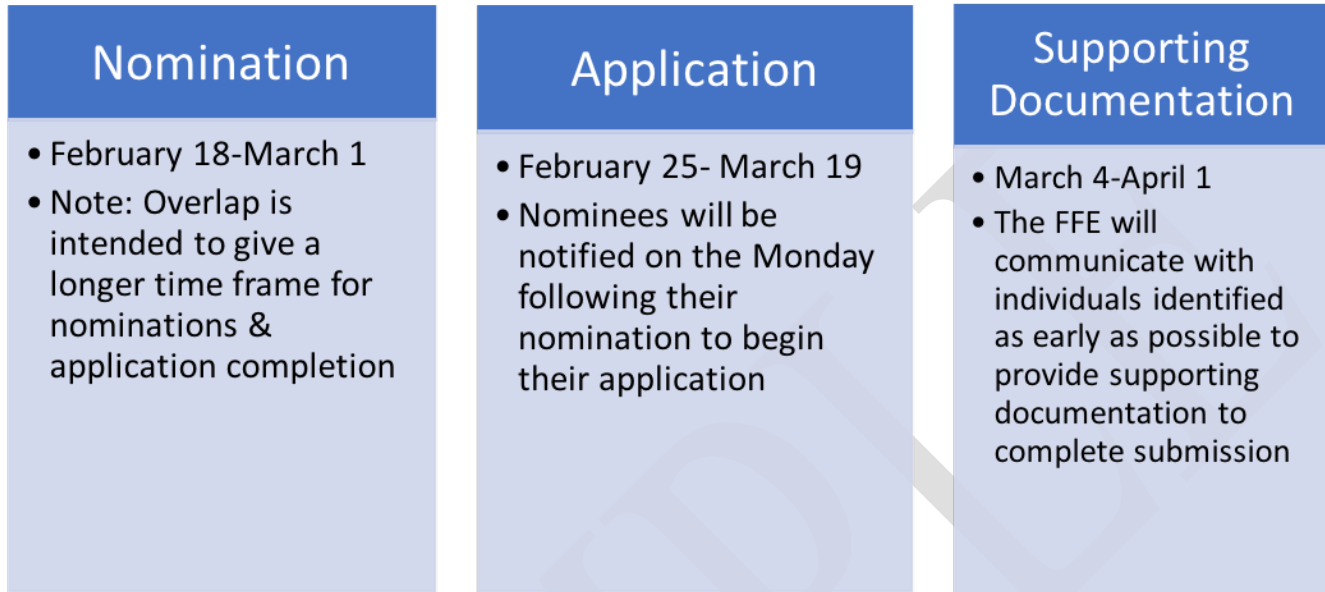 Nomination
• February 18-March 1
• Note: Overlap is
intended to give a
longer time frame for
nominations &
application completion
Application
• February 25- March 19
• Nominees will be
notified on the Monday
following their
nomination to begin
their application
Supporting
Documentation
• March 4-April 1
• The FFE will
communicate with
individuals identified
as early as possible to
provide supporting
documentation to
complete submission